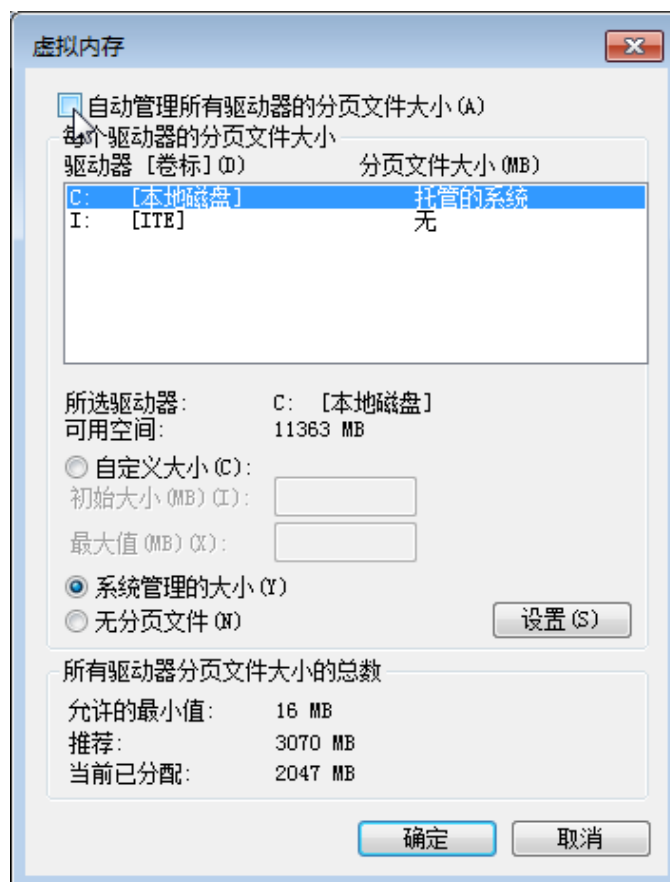 虚拟内存
自动管理所有驱动器的分页文件大小(A)
每个驱动器的分页文件大小
驱动器 [卷标](D) 分页文件大小(MB)
C: [本地磁盘] 托管的系统
I: [ITE] 无
所选驱动器: C: [本地磁盘]
可用空间: 11363 MB
自定义大小(C):
初始大小(MB)(I):
最大值(MB)(X):
系统管理的大小(Y)
无分页文件(N)
设置(S)
所有驱动器分页文件大小的总数
允许的最小值: 16 MB
推荐: 3070 MB
当前已分配: 2047 MB
确定 取消